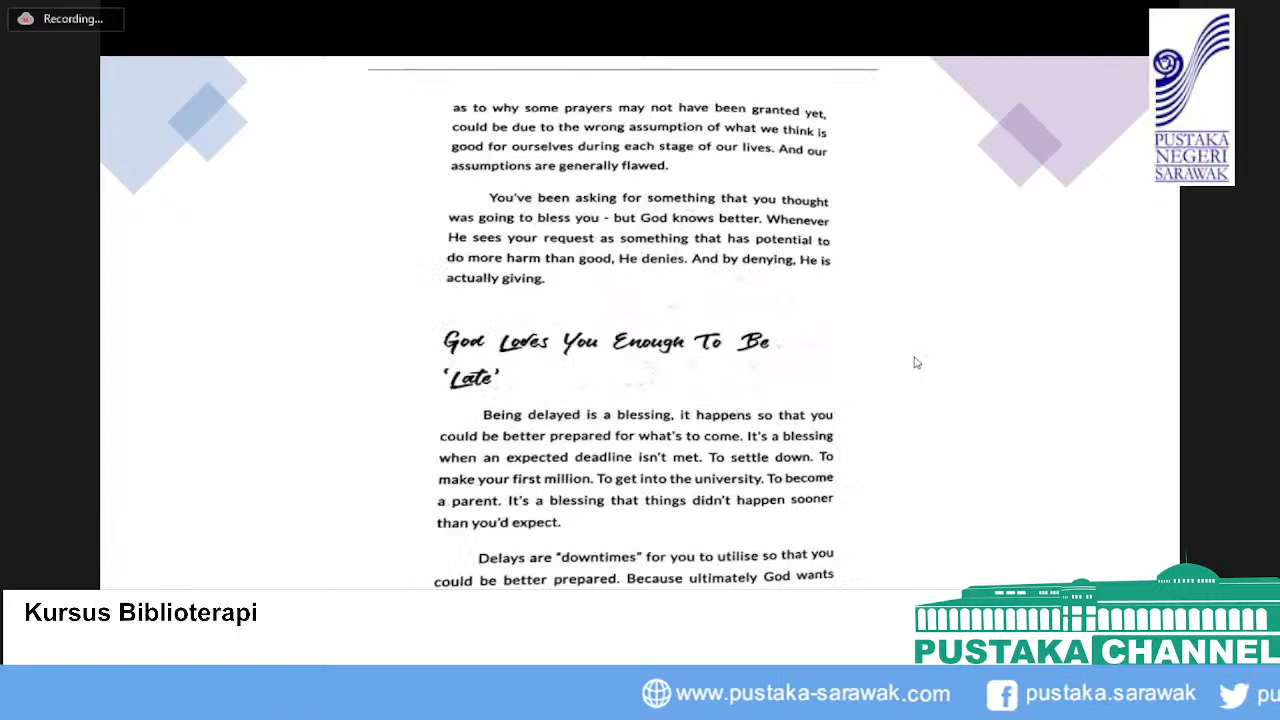 Recording...
as to why some prayers may not have been granted yet,
could be due to the wrong assumption of what we think is
good for ourselves during each stage of our lives. And our
assumptions are generally flawed.
You've been asking for something that you thought
was going to bless you - but God knows better. Whenever
He sees your request as something that has potential to
do more harm than good, He denies. And by denying, He is
actually giving.
God Loves You Enough To Be
'Late'
Being delayed is a blessing, it happens so that you
could be better prepared for what's to come. It's a blessing
when an expected deadline isn't met. To settle down. To
make your first million. To get into the university. To become
a parent. It's a blessing that things didn't happen sooner
than you'd expect.
Delays are "downtimes" for you to utilise so that you
could be better prepared. Because ultimately God wants
PUSTAKA
NEGERI
SARAWAK
Kursus Biblioterapi
PUSTAKA CHANNEL
www.pustaka-sarawak.com
pustaka.sarawak
pu